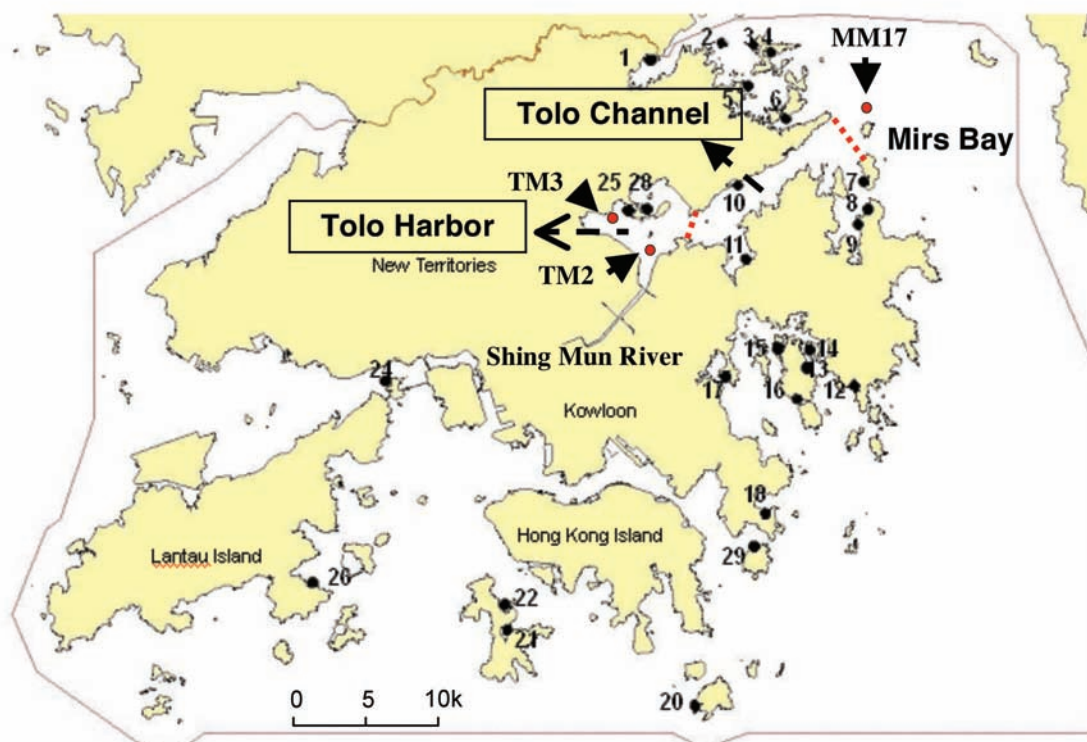 2
3
4
MM17
1
5
6
Tolo Channel
Mirs Bay
TM3
25
28
10
7
8
9
Tolo Harbor
New Territories
TM2
11
Shing Mun River
15
14
13
17
16
12
24
Kowloon
18
Hong Kong Island
29
Lantau Island
26
22
21
0
5
10k
20